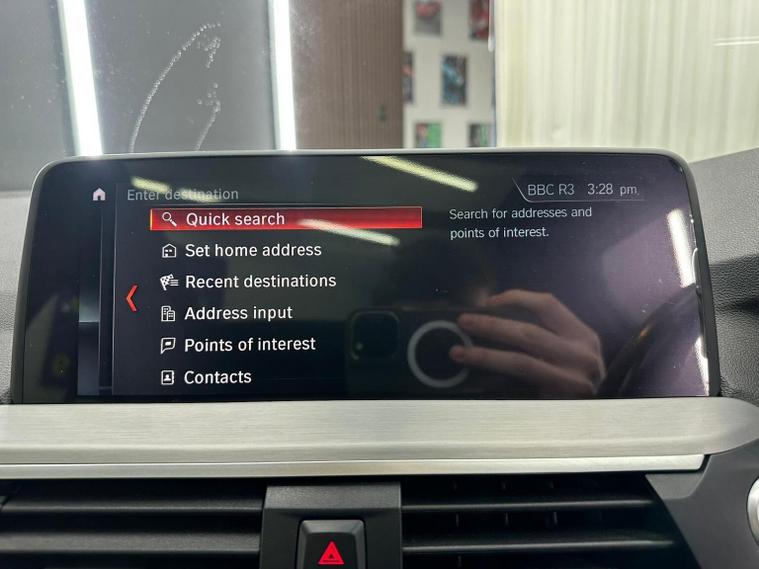 Enter destination
BBC R3 3:28 pm
Quick search
Search for addresses and
points of interest.
Set home address
Recent destinations
Address input
Points of interest
Contacts